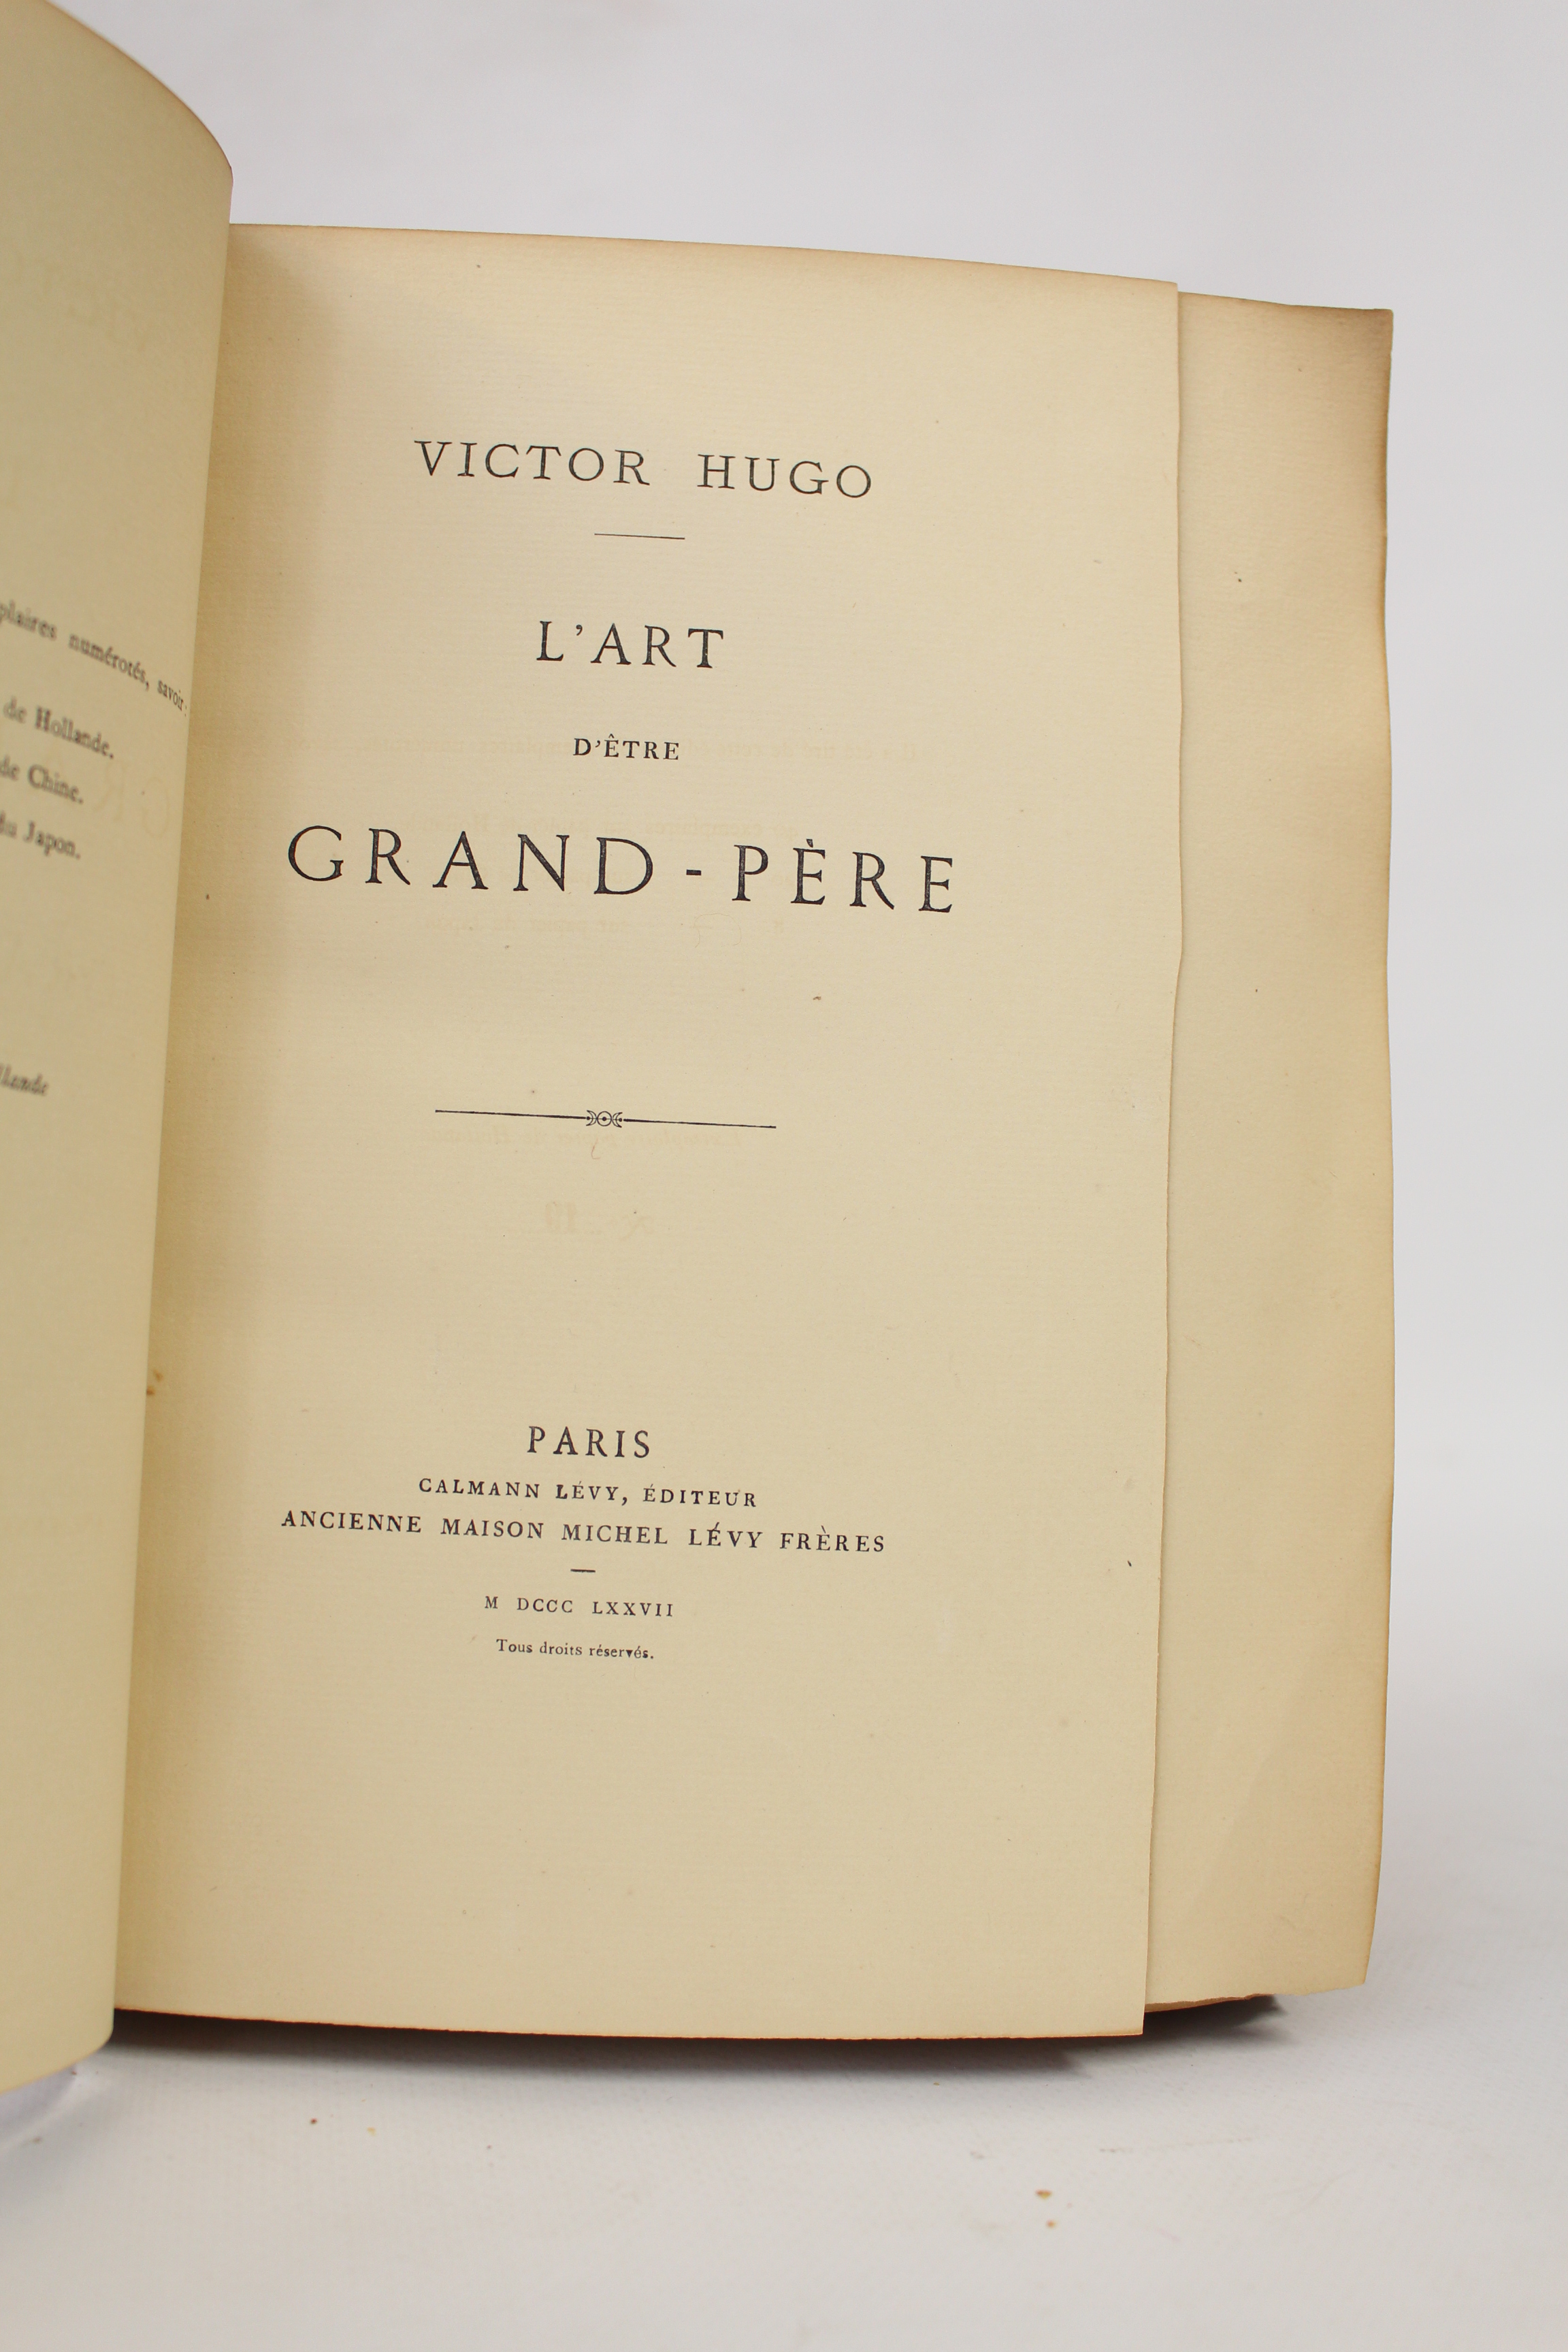 numérotés, savoir:
de Hollande.
de Chine.
du Japon.
VICTOR HUGO
L'ART
D'ÊTRE
GRAND-PÈRE
PARIS
CALMANN LÉVY, ÉDITEUR
ANCIENNE MAISON MICHEL LÉVY FRÈRES
M DCCC LXXVII
Tous droits réservés.